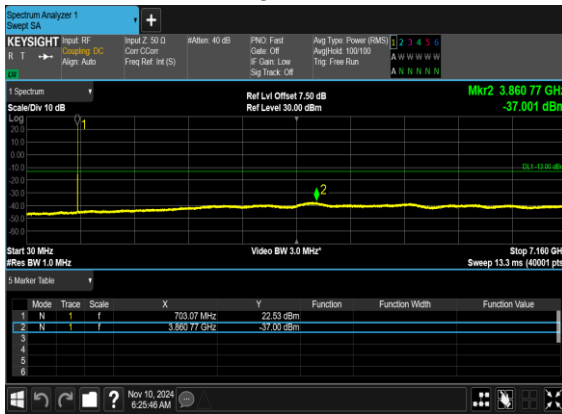 Spectrum Analyzer 1
Swept SA
KEYSIGHT Input: RF Input Z: 50 Ω #Atten: 40 dB PNO: Fast Avg Type: Power (RMS) 1 2 3 4 5 6
R T Coupling: DC Corr CCorr Gate: Off Avg|Hold: 100/100 A W W W W W
Align: Auto Freq Ref: Int (S) IF Gain: Low Trig: Free Run
LXI Sig Track: Off A N N N N N
1 Spectrum
Scale/Div 10 dB Ref Lvl Offset 7.50 dB Mkr2 3.860 77 GHz
Ref Level 30.00 dBm -37.001 dBm
Log
20.0 1
10.0
0.00
-10.0 DL1 -13.00 dBm
-20.0
-30.0 2
-40.0
-50.0
-60.0
Start 30 MHz Video BW 3.0 MHz* Stop 7.160 GHz
#Res BW 1.0 MHz Sweep 13.3 ms (40001 pts)
5 Marker Table
Mode Trace Scale X Y Function Function Width Function Value
1 N 1 f 703.07 MHz 22.53 dBm
2 N 1 f 3.860 77 GHz -37.00 dBm
3
4
5
6
? Nov 10, 2024
6:25:46 AM